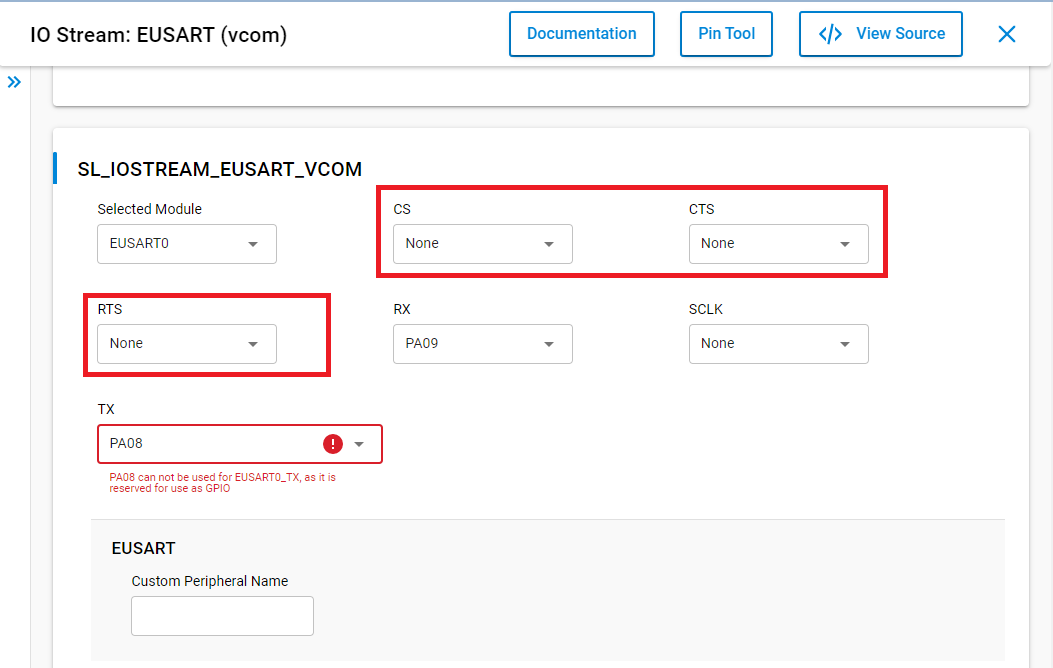 IO Stream: EUSART (vcom)
Documentation
Pin Tool
</> View Source
SL_IOSTREAM_EUSART_VCOM
Selected Module
CS
CTS
EUSART0
None
None
RTS
RX
SCLK
None
PA09
None
TX
PA08
PA08 can not be used for EUSART0_TX, as it is
reserved for use as GPIO
EUSART
Custom Peripheral Name